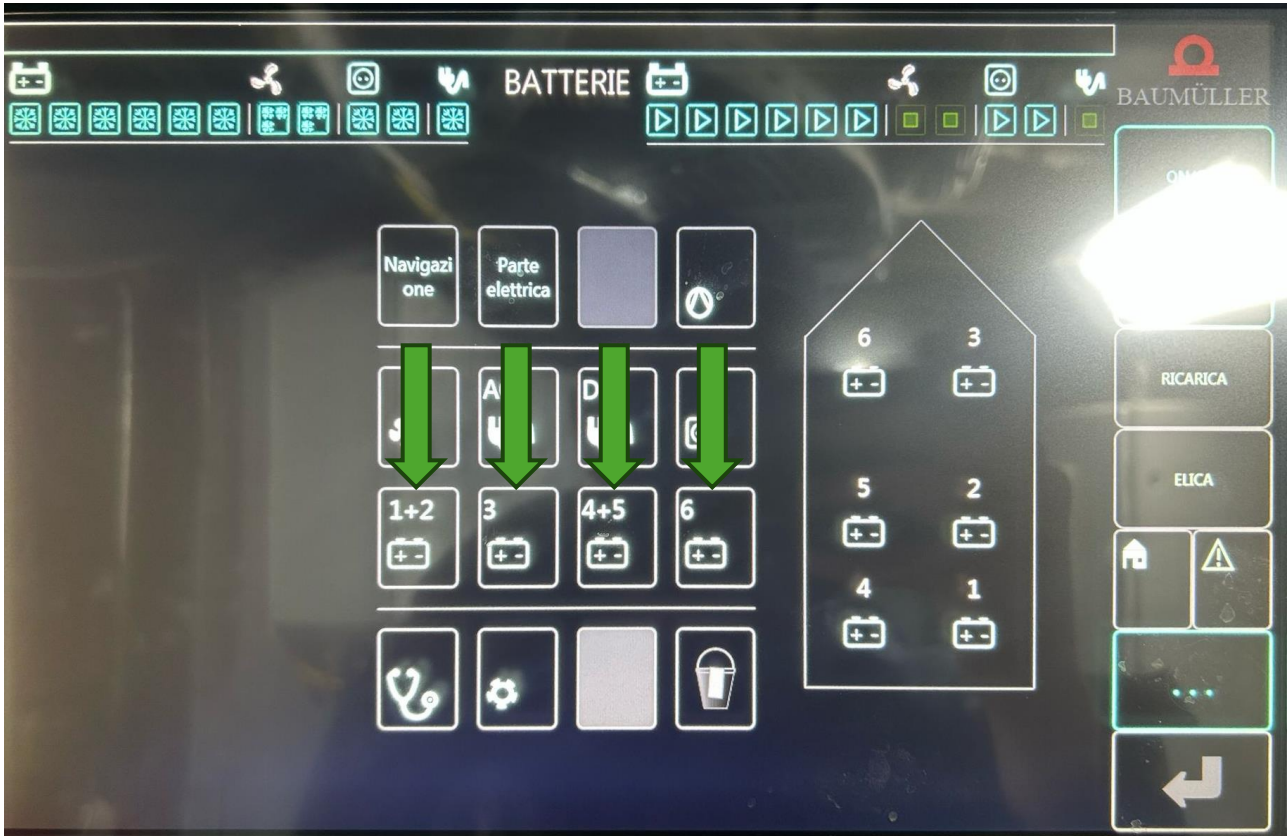 BATTERIE
BAUMÜLLER
Navigazi
one
Parte
elettrica
6 3
RICARICA
A
D
ELICA
1+2 3 4+5 6
5 2
4 1
...